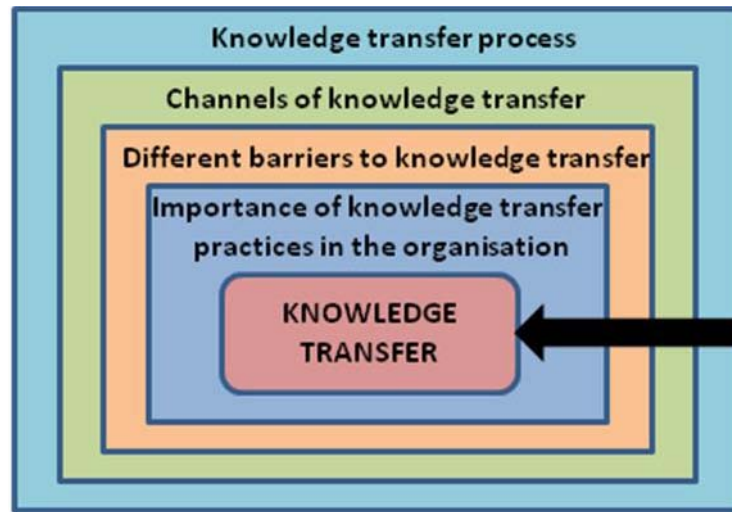 Knowledge transfer process
Channels of knowledge transfer
Different barriers to knowledge transfer
Importance of knowledge transfer
practices in the organisation
KNOWLEDGE
TRANSFER